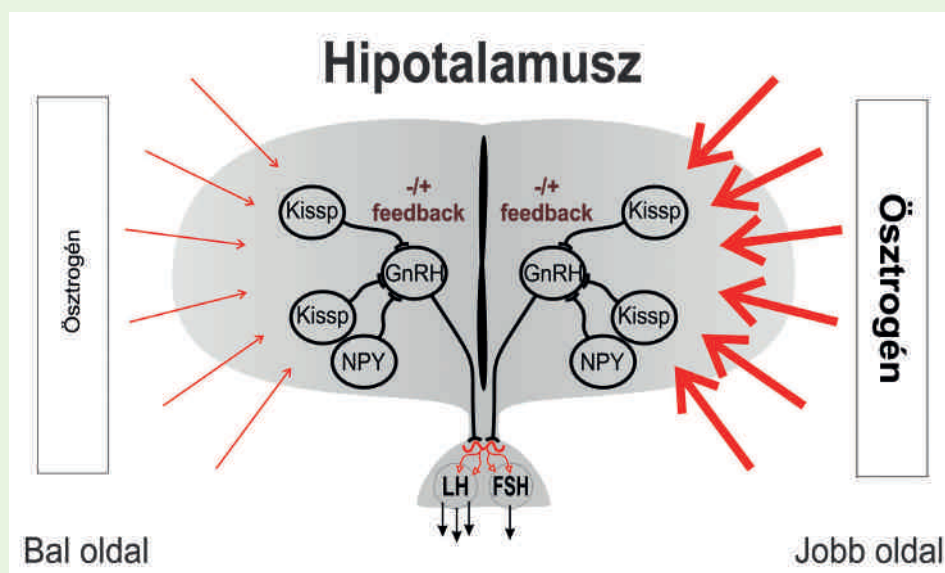 Hipotalamusz
Ösztrogén
Kissp
-/+
feedback
GnRH
Kissp
NPY
-/+
feedback
Kissp
GnRH
Kissp
NPY
Ösztrogén
LH
FSH
Bal oldal
Jobb oldal